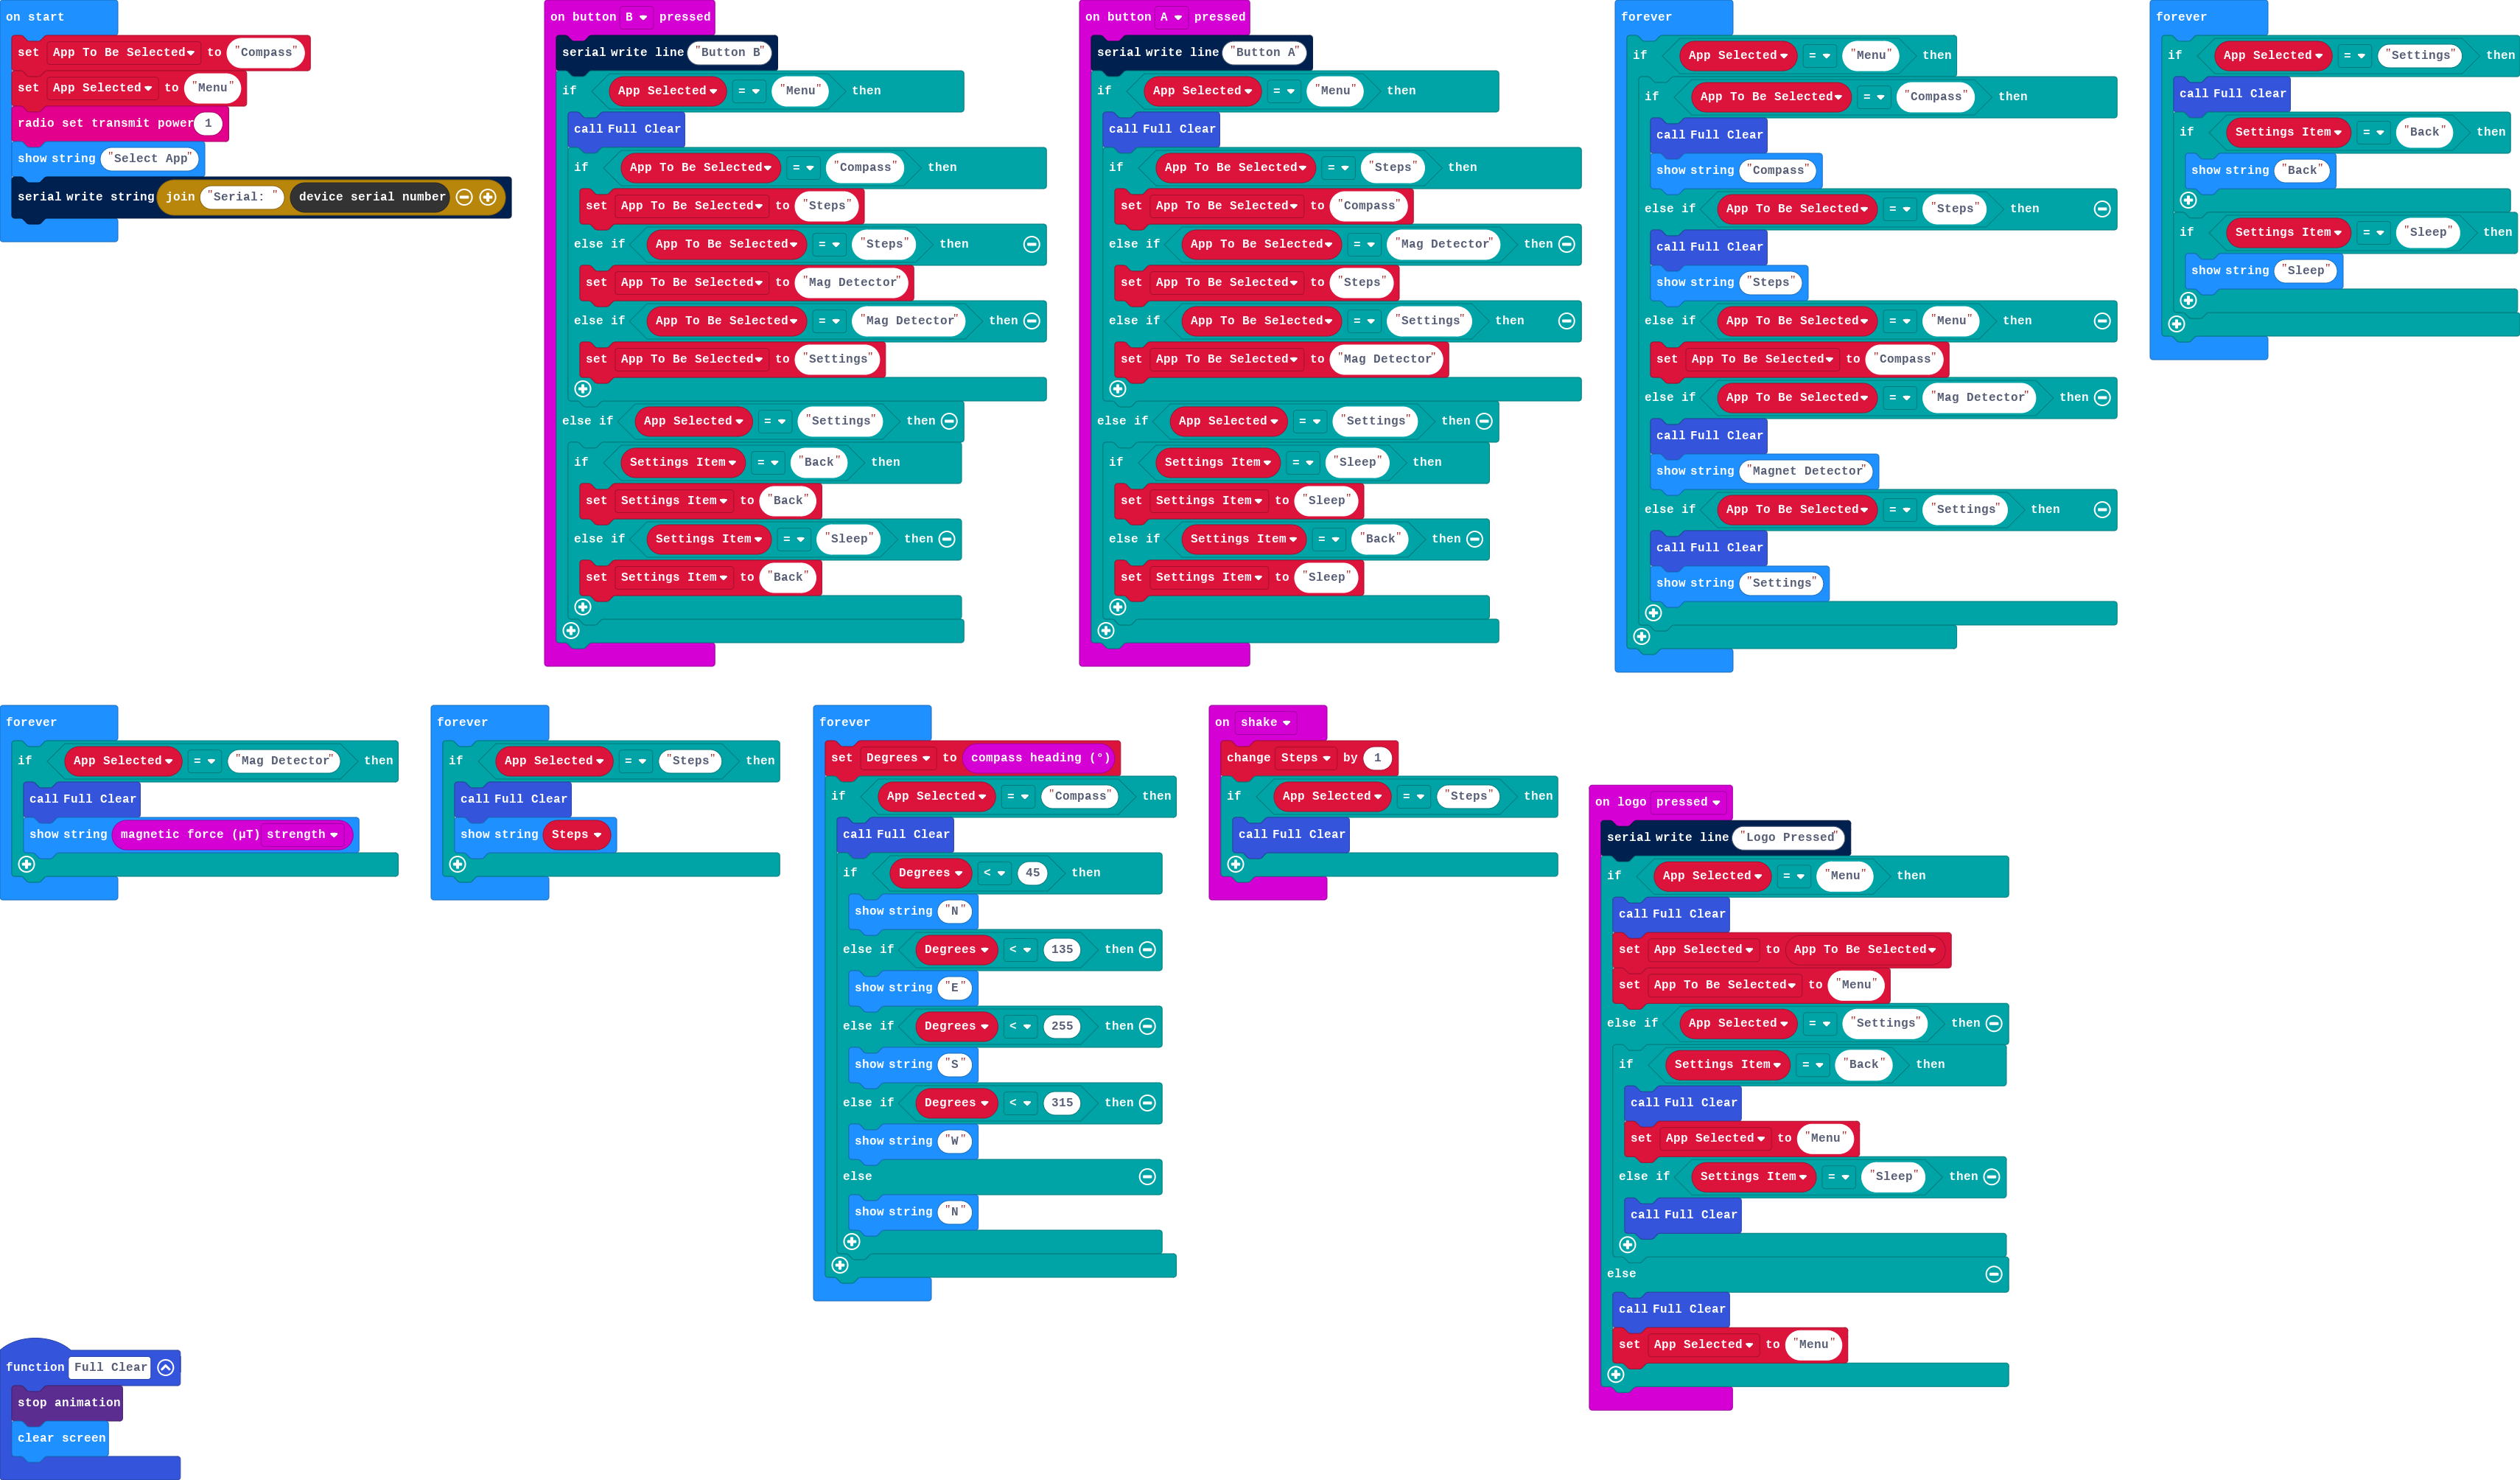 on start
set App To Be Selected to "Compass"
set App Selected to "Menu"
radio set transmit power 1
show string "Select App"
serial write string join "Serial: " device serial number
on button B pressed
serial write line "Button B"
if App Selected = "Menu" then
call Full Clear
if App To Be Selected = "Compass" then
set App To Be Selected to "Steps"
else if App To Be Selected = "Steps" then
set App To Be Selected to "Mag Detector"
else if App To Be Selected = "Mag Detector" then
set App To Be Selected to "Settings"
else if App Selected = "Settings" then
if Settings Item = "Back" then
set Settings Item to "Back"
else if Settings Item = "Sleep" then
set Settings Item to "Back"
on button A pressed
serial write line "Button A"
if App Selected = "Menu" then
call Full Clear
if App To Be Selected = "Steps" then
set App To Be Selected to "Compass"
else if App To Be Selected = "Mag Detector" then
set App To Be Selected to "Steps"
else if App To Be Selected = "Settings" then
set App To Be Selected to "Mag Detector"
else if App Selected = "Settings" then
if Settings Item = "Sleep" then
set Settings Item to "Sleep"
else if Settings Item = "Back" then
set Settings Item to "Sleep"
forever
if App Selected = "Menu" then
if App To Be Selected = "Compass" then
call Full Clear
show string "Compass"
else if App To Be Selected = "Steps" then
call Full Clear
show string "Steps"
else if App To Be Selected = "Menu" then
set App To Be Selected to "Compass"
else if App To Be Selected = "Mag Detector" then
call Full Clear
show string "Magnet Detector"
else if App To Be Selected = "Settings" then
call Full Clear
show string "Settings"
forever
if App Selected = "Settings" then
call Full Clear
if Settings Item = "Back" then
show string "Back"
if Settings Item = "Sleep" then
show string "Sleep"
forever
if App Selected = "Mag Detector" then
call Full Clear
show string magnetic force (µT) strength
forever
if App Selected = "Steps" then
call Full Clear
show string Steps
forever
set Degrees to compass heading (°)
if App Selected = "Compass" then
call Full Clear
if Degrees < 45 then
show string "N"
else if Degrees < 135 then
show string "E"
else if Degrees < 255 then
show string "S"
else if Degrees < 315 then
show string "W"
else
show string "N"
on shake
change Steps by 1
if App Selected = "Steps" then
call Full Clear
on logo pressed
serial write line "Logo Pressed"
if App Selected = "Menu" then
call Full Clear
set App Selected to App To Be Selected
set App To Be Selected to "Menu"
else if App Selected = "Settings" then
if Settings Item = "Back" then
call Full Clear
set App Selected to "Menu"
else if Settings Item = "Sleep" then
call Full Clear
else
call Full Clear
set App Selected to "Menu"
function Full Clear
stop animation
clear screen